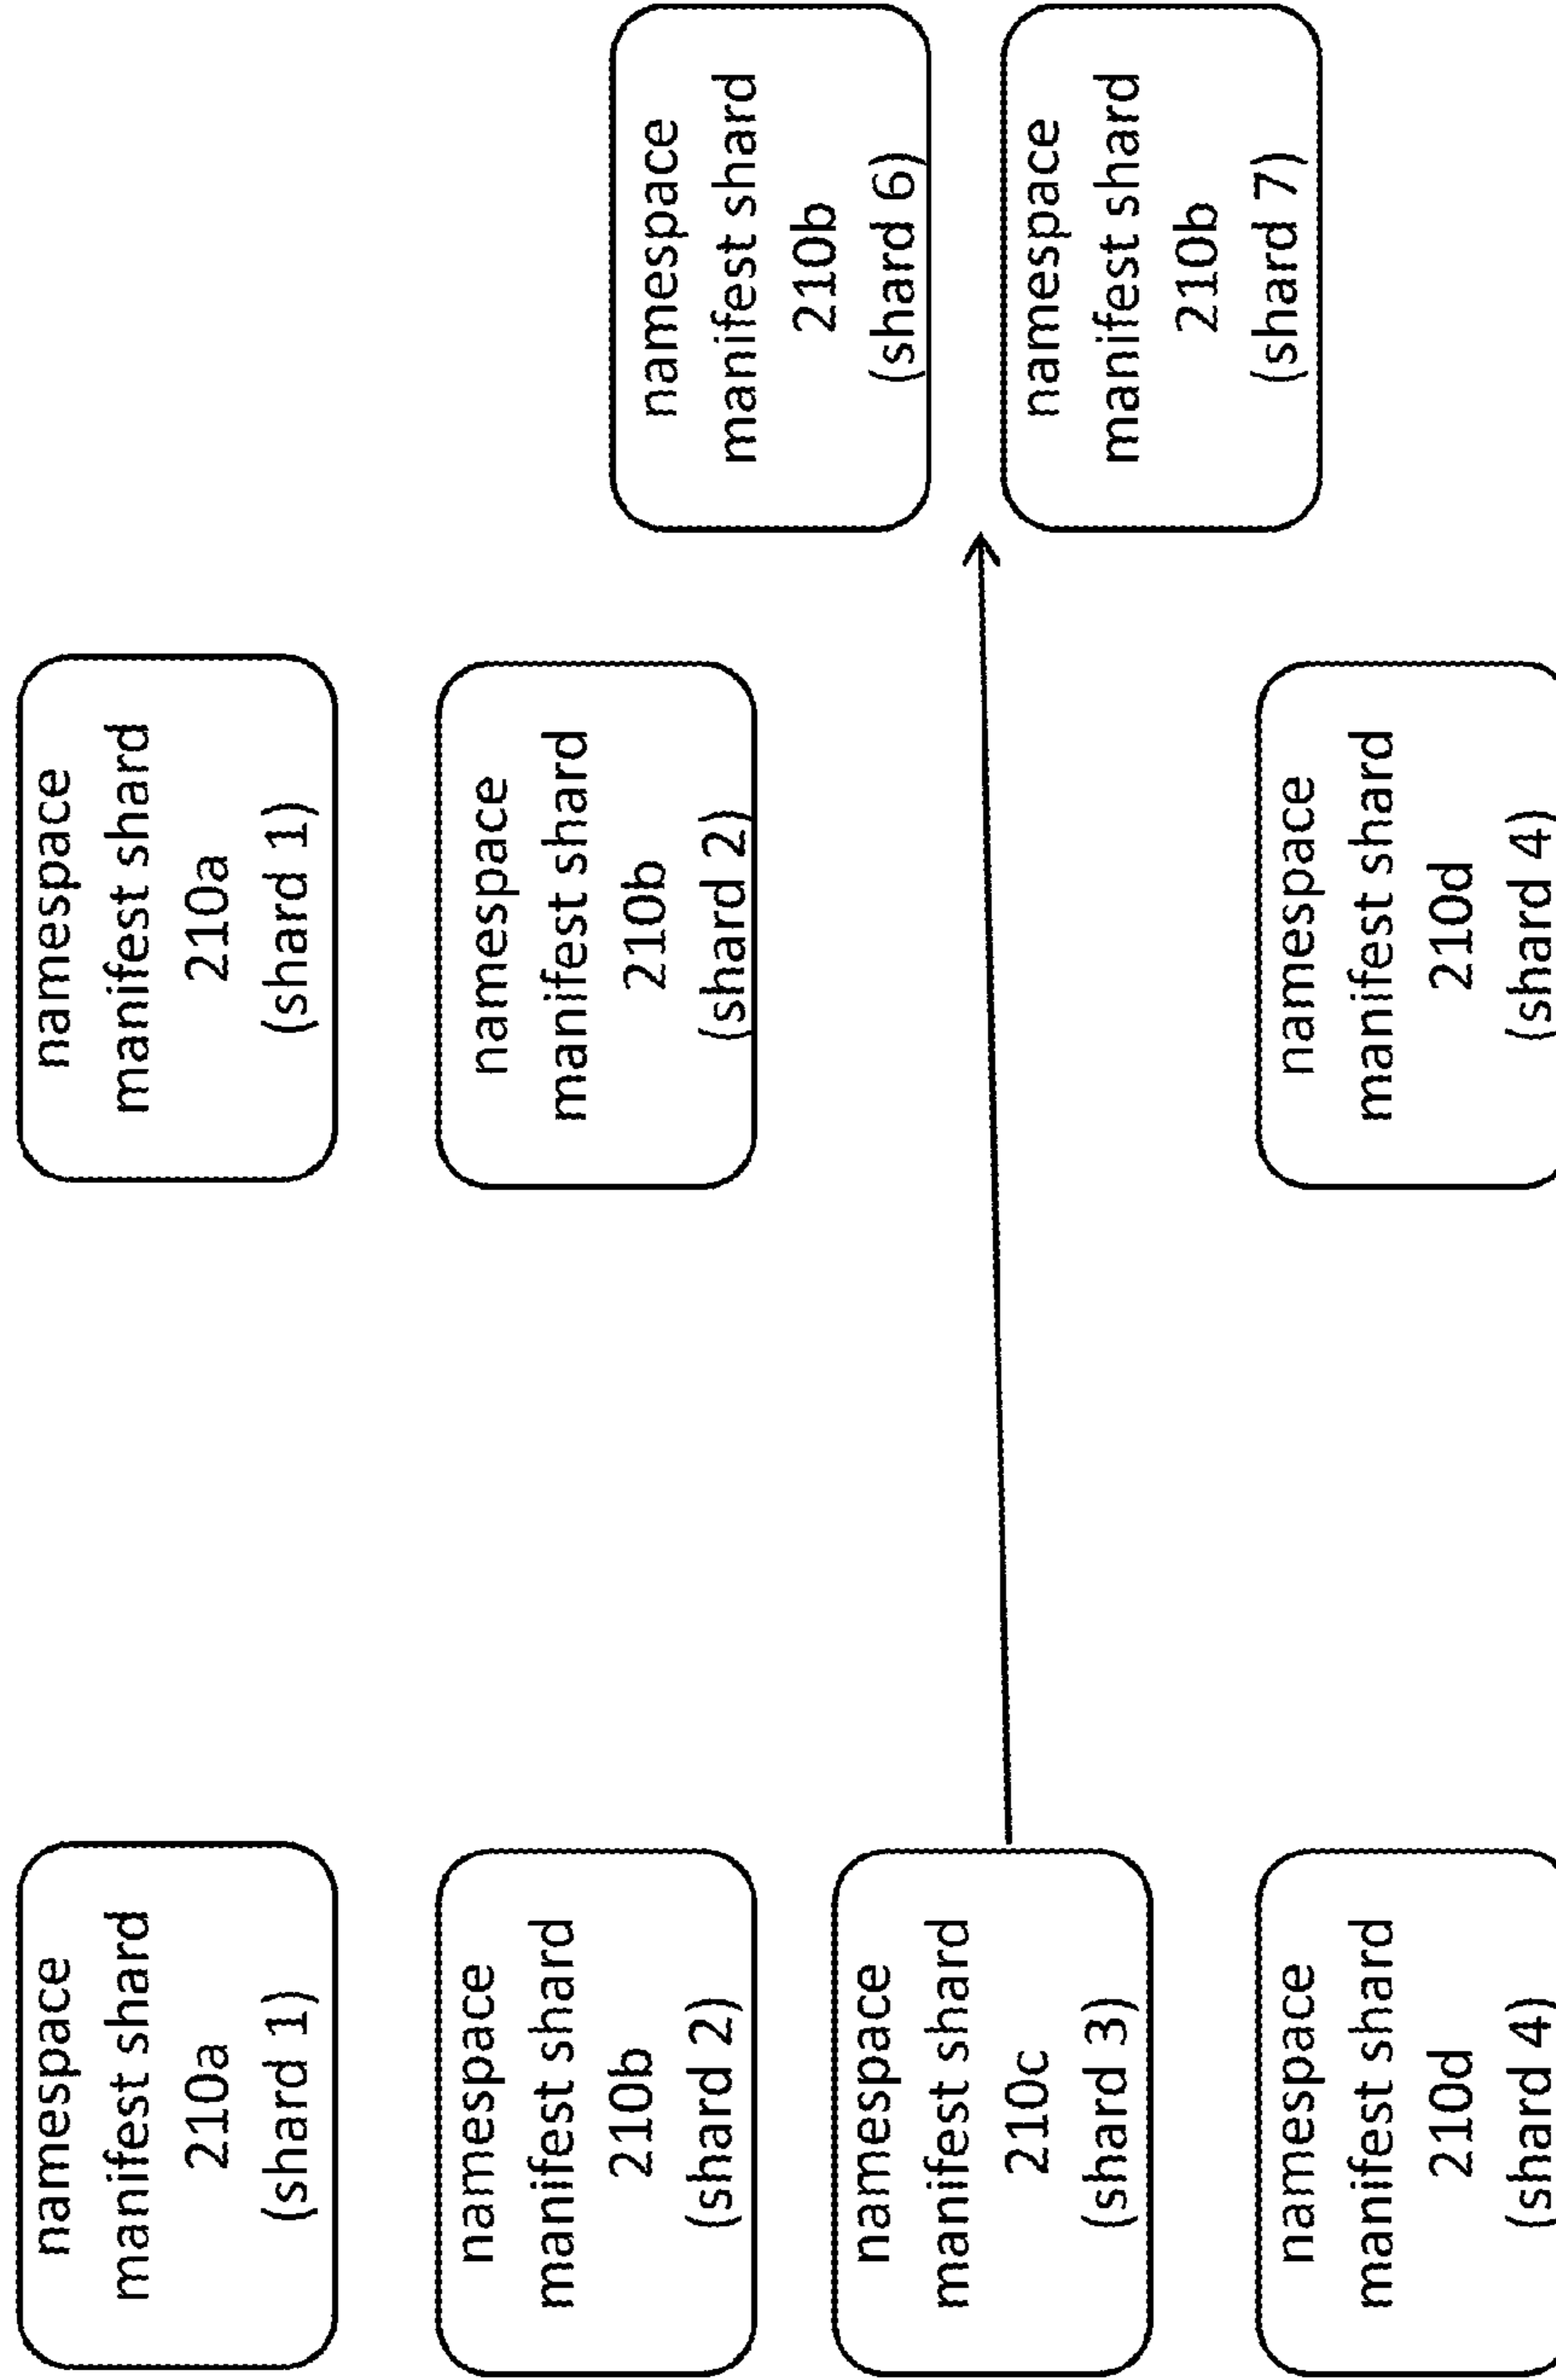 namespace
manifest shard
210a
(shard 1)
namespace
manifest shard
210a
(shard 1)
namespace
manifest shard
210b
(shard 2)
namespace
manifest shard
210b
(shard 2)
namespace
manifest shard
210b
(shard 6)
namespace
manifest shard
210c
(shard 3)
namespace
manifest shard
210b
(shard 7)
namespace
manifest shard
210d
(shard 4)
namespace
manifest shard
210d
(shard 4)